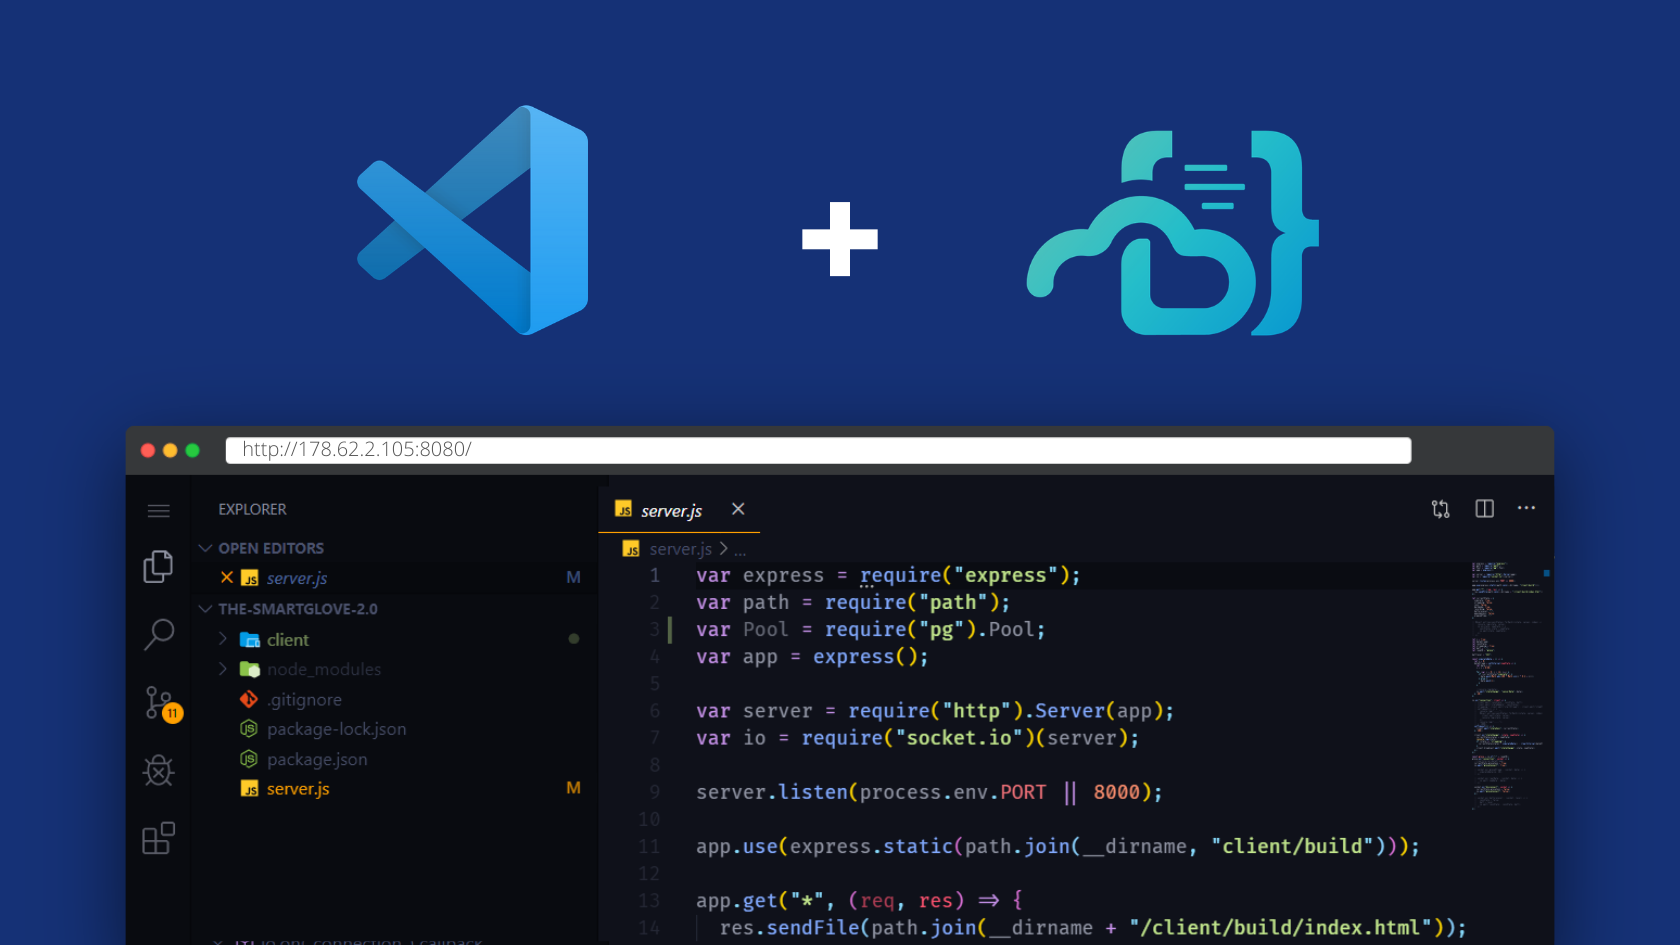 http://178.62.2.105:8080/
EXPLORER
OPEN EDITORS
server.js M
THE-SMARTGLOVE-2.0
client
node_modules
.gitignore
package-lock.json
package.json
server.js M
11
server.js
server.js > ...
1 var express = require("express");
2 var path = require("path");
3 var Pool = require("pg").Pool;
4 var app = express();
5
6 var server = require("http").Server(app);
7 var io = require("socket.io")(server);
8
9 server.listen(process.env.PORT || 8000);
10
11 app.use(express.static(path.join(__dirname, "client/build")));
12
13 app.get("*", (req, res) => {
14 res.sendFile(path.join(__dirname + "/client/build/index.html"));